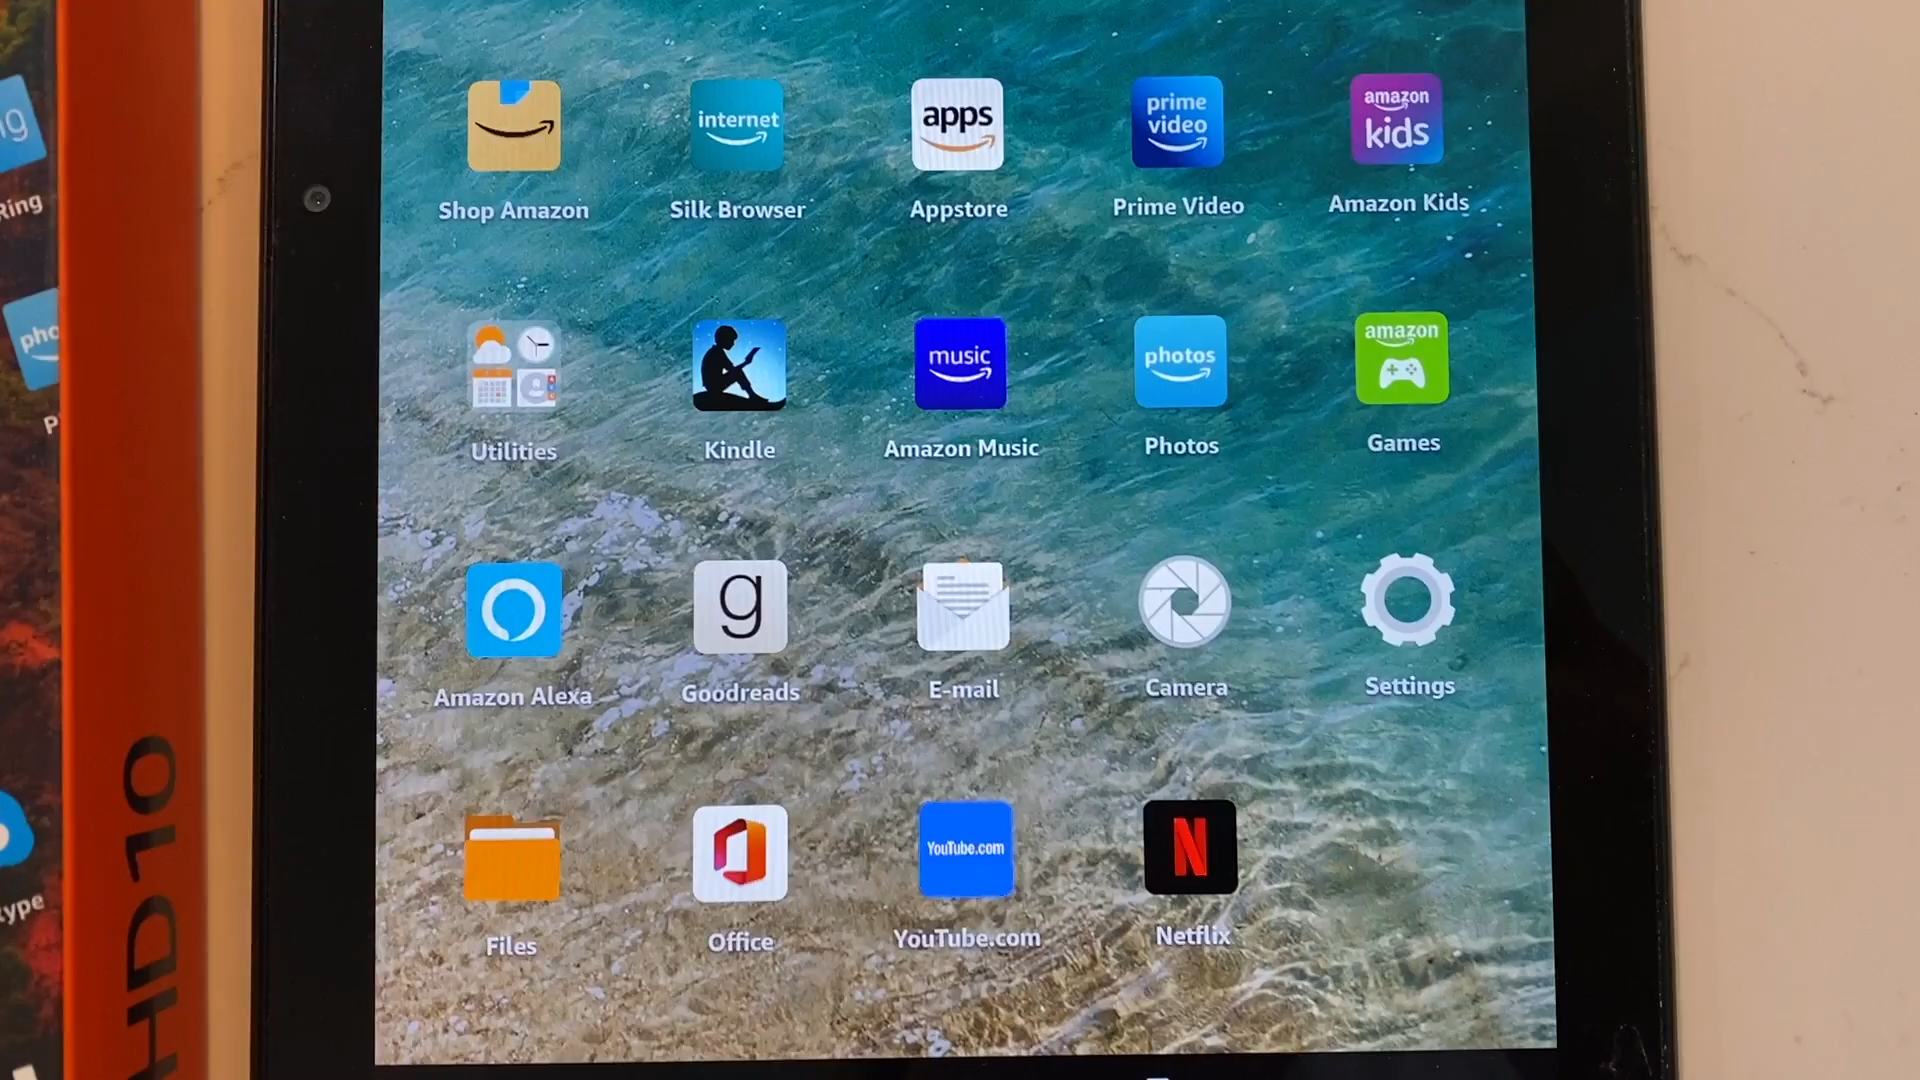 internet
apps
prime
video
amazon
kids
Shop Amazon
Silk Browser
Appstore
Prime Video
Amazon Kids
music
photos
amazon
Utilities
Kindle
Amazon Music
Photos
Games
g
Amazon Alexa
Goodreads
E-mail
Camera
Settings
YouTube.com
N
Files
Office
YouTube.com
Netflix
Ring
HD10